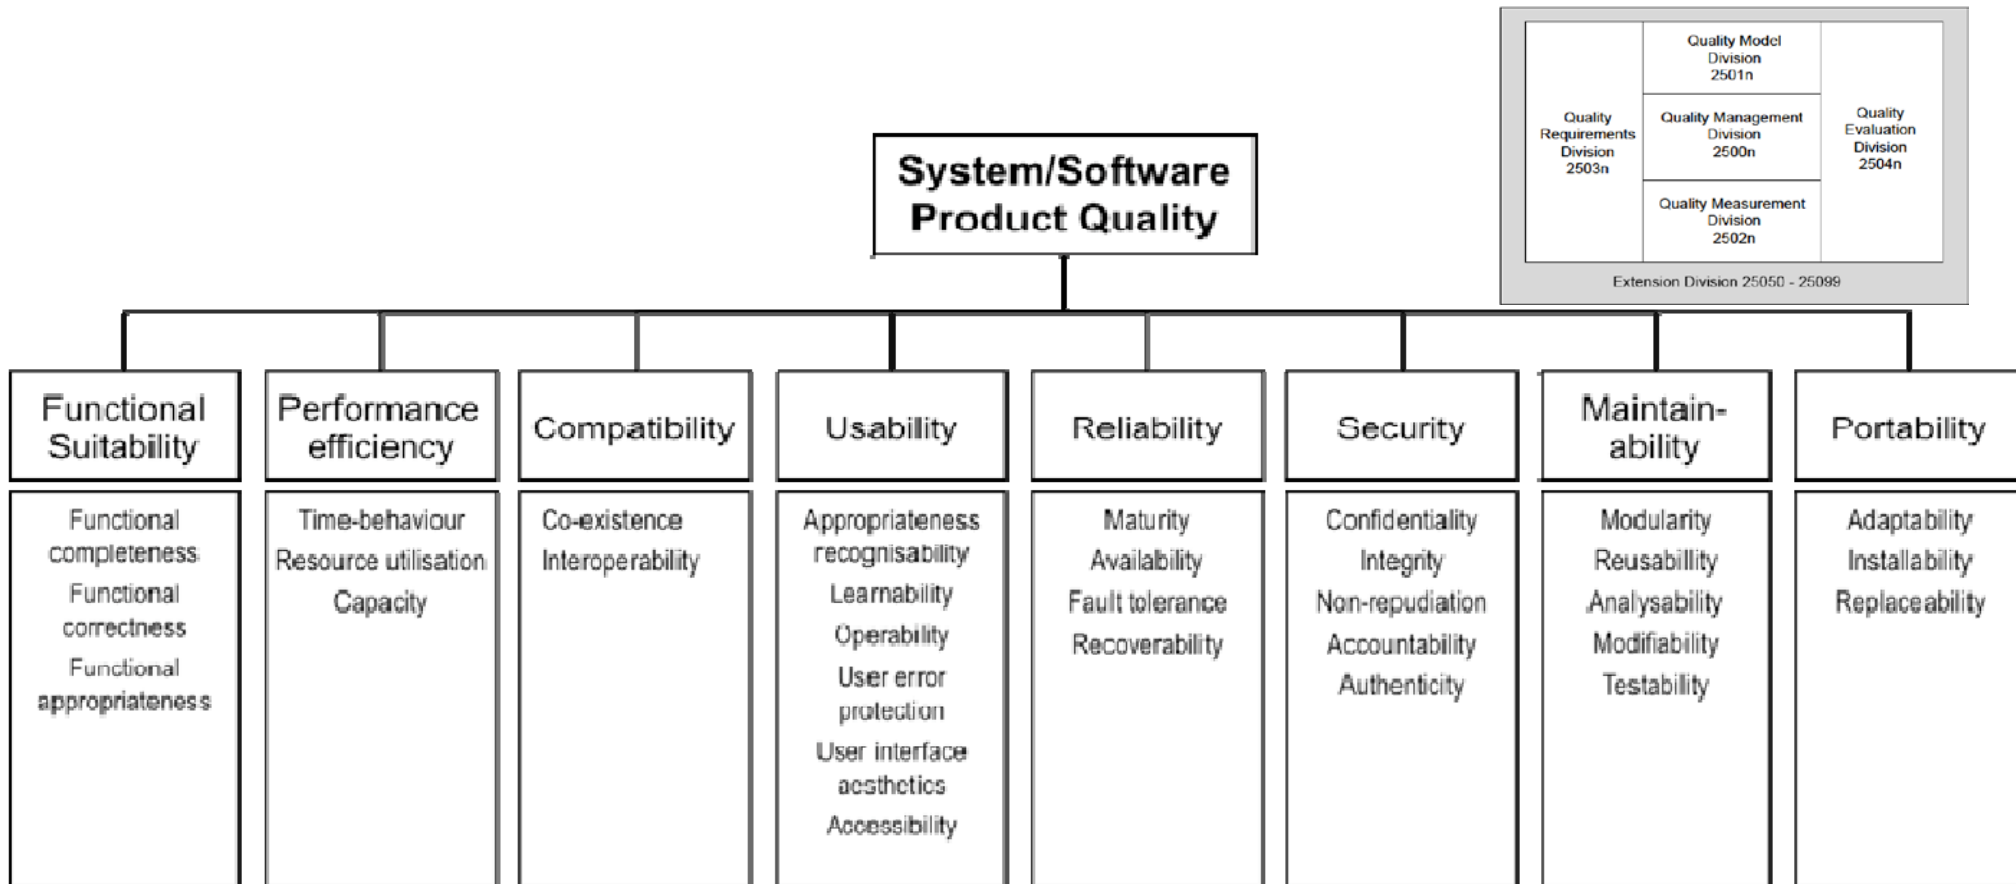 Quality Model
Division
2501n
Quality
Requirements
Division
2503n
Quality Management
Division
2500n
Quality
Evaluation
Division
2504n
Quality Measurement
Division
2502n
Extension Division 25050 - 25099
System/Software
Product Quality
Functional
Suitability
Performance
efficiency
Compatibility
Usability
Reliability
Security
Maintain-
ability
Portability
Functional
completeness
Functional
correctness
Functional
appropriateness
Time-behaviour
Resource utilisation
Capacity
Co-existence
Interoperability
Appropriateness
recognisability
Learnability
Operability
User error
protection
User interface
aesthetics
Accessibility
Maturity
Availability
Fault tolerance
Recoverability
Confidentiality
Integrity
Non-repudiation
Accountability
Authenticity
Modularity
Reusabillity
Analysability
Modifiability
Testability
Adaptability
Installability
Replaceability